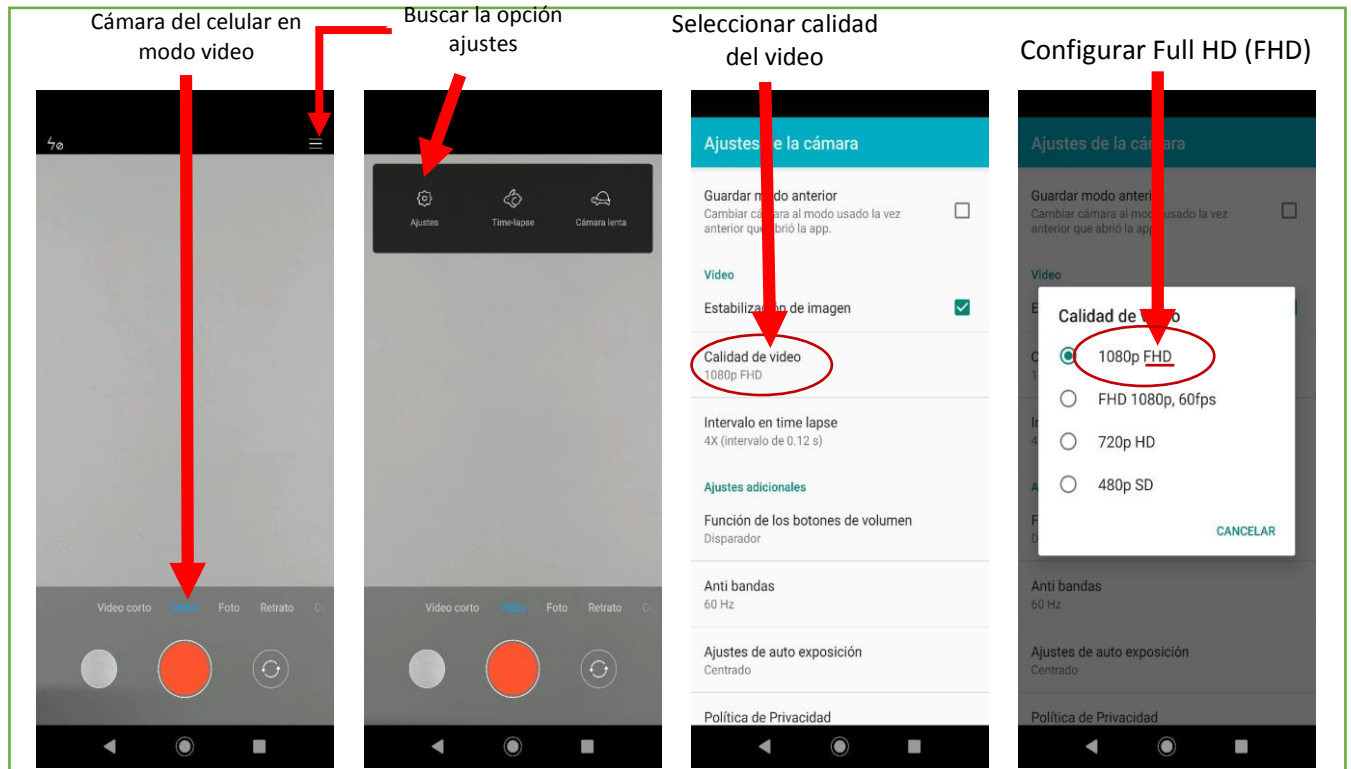 Cámara del celular en
modo video
Buscar la opción
ajustes
Seleccionar calidad
del video
Configurar Full HD (FHD)
Video corto Video Foto Retrato
Ajustes Time-lapse Cámara lenta
Video corto Video Foto Retrato
Ajustes de la cámara
Guardar modo anterior
Cambiar cámara al modo usado la vez
anterior que abrió la app.
Video
Estabilización de imagen
Calidad de video
1080p FHD
Intervalo en time lapse
4X (intervalo de 0.12 s)
Ajustes adicionales
Función de los botones de volumen
Disparador
Anti bandas
60 Hz
Ajustes de auto exposición
Centrado
Política de Privacidad
Ajustes de la cámara
Guardar modo anterior
Cambiar cámara al modo usado la vez
anterior que abrió la app.
Video
Calidad de video
1080p FHD
FHD 1080p, 60fps
720p HD
480p SD
CANCELAR
Anti bandas
60 Hz
Ajustes de auto exposición
Centrado
Política de Privacidad